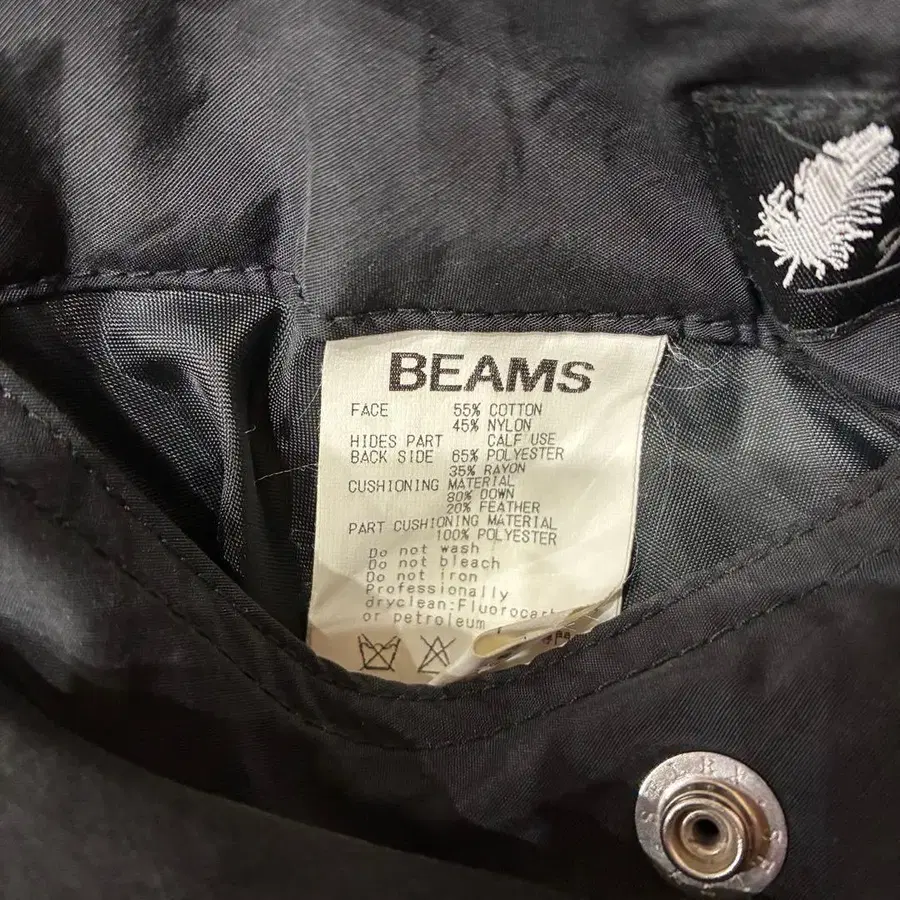 BEAMS
FACE 55% COTTON
45% NYLON
HIDES PART CALF USE
BACK SIDE 65% POLYESTER
35% RAYON
CUSHIONING MATERIAL
80% DOWN
20% FEATHER
PART CUSHIONING MATERIAL
100% POLYESTER
Do not wash
Do not bleach
Do not iron
Professionally
dryclean:Fluorocar
or petroleum